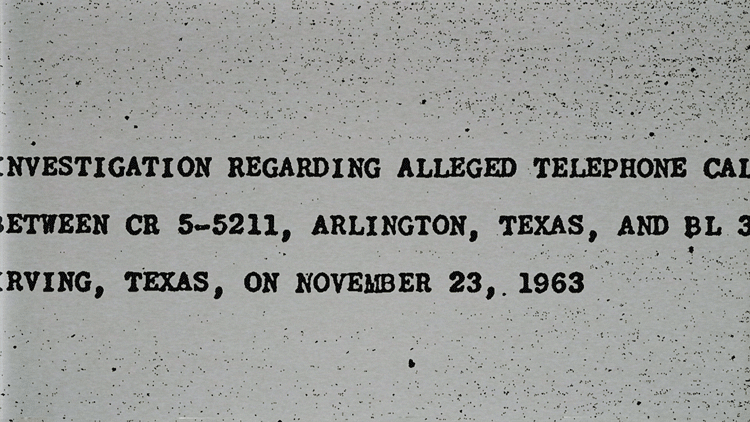 INVESTIGATION REGARDING ALLEGED TELEPHONE CAL
BETWEEN CR 5-5211, ARLINGTON, TEXAS, AND BL 3
IRVING, TEXAS, ON NOVEMBER 23, 1963